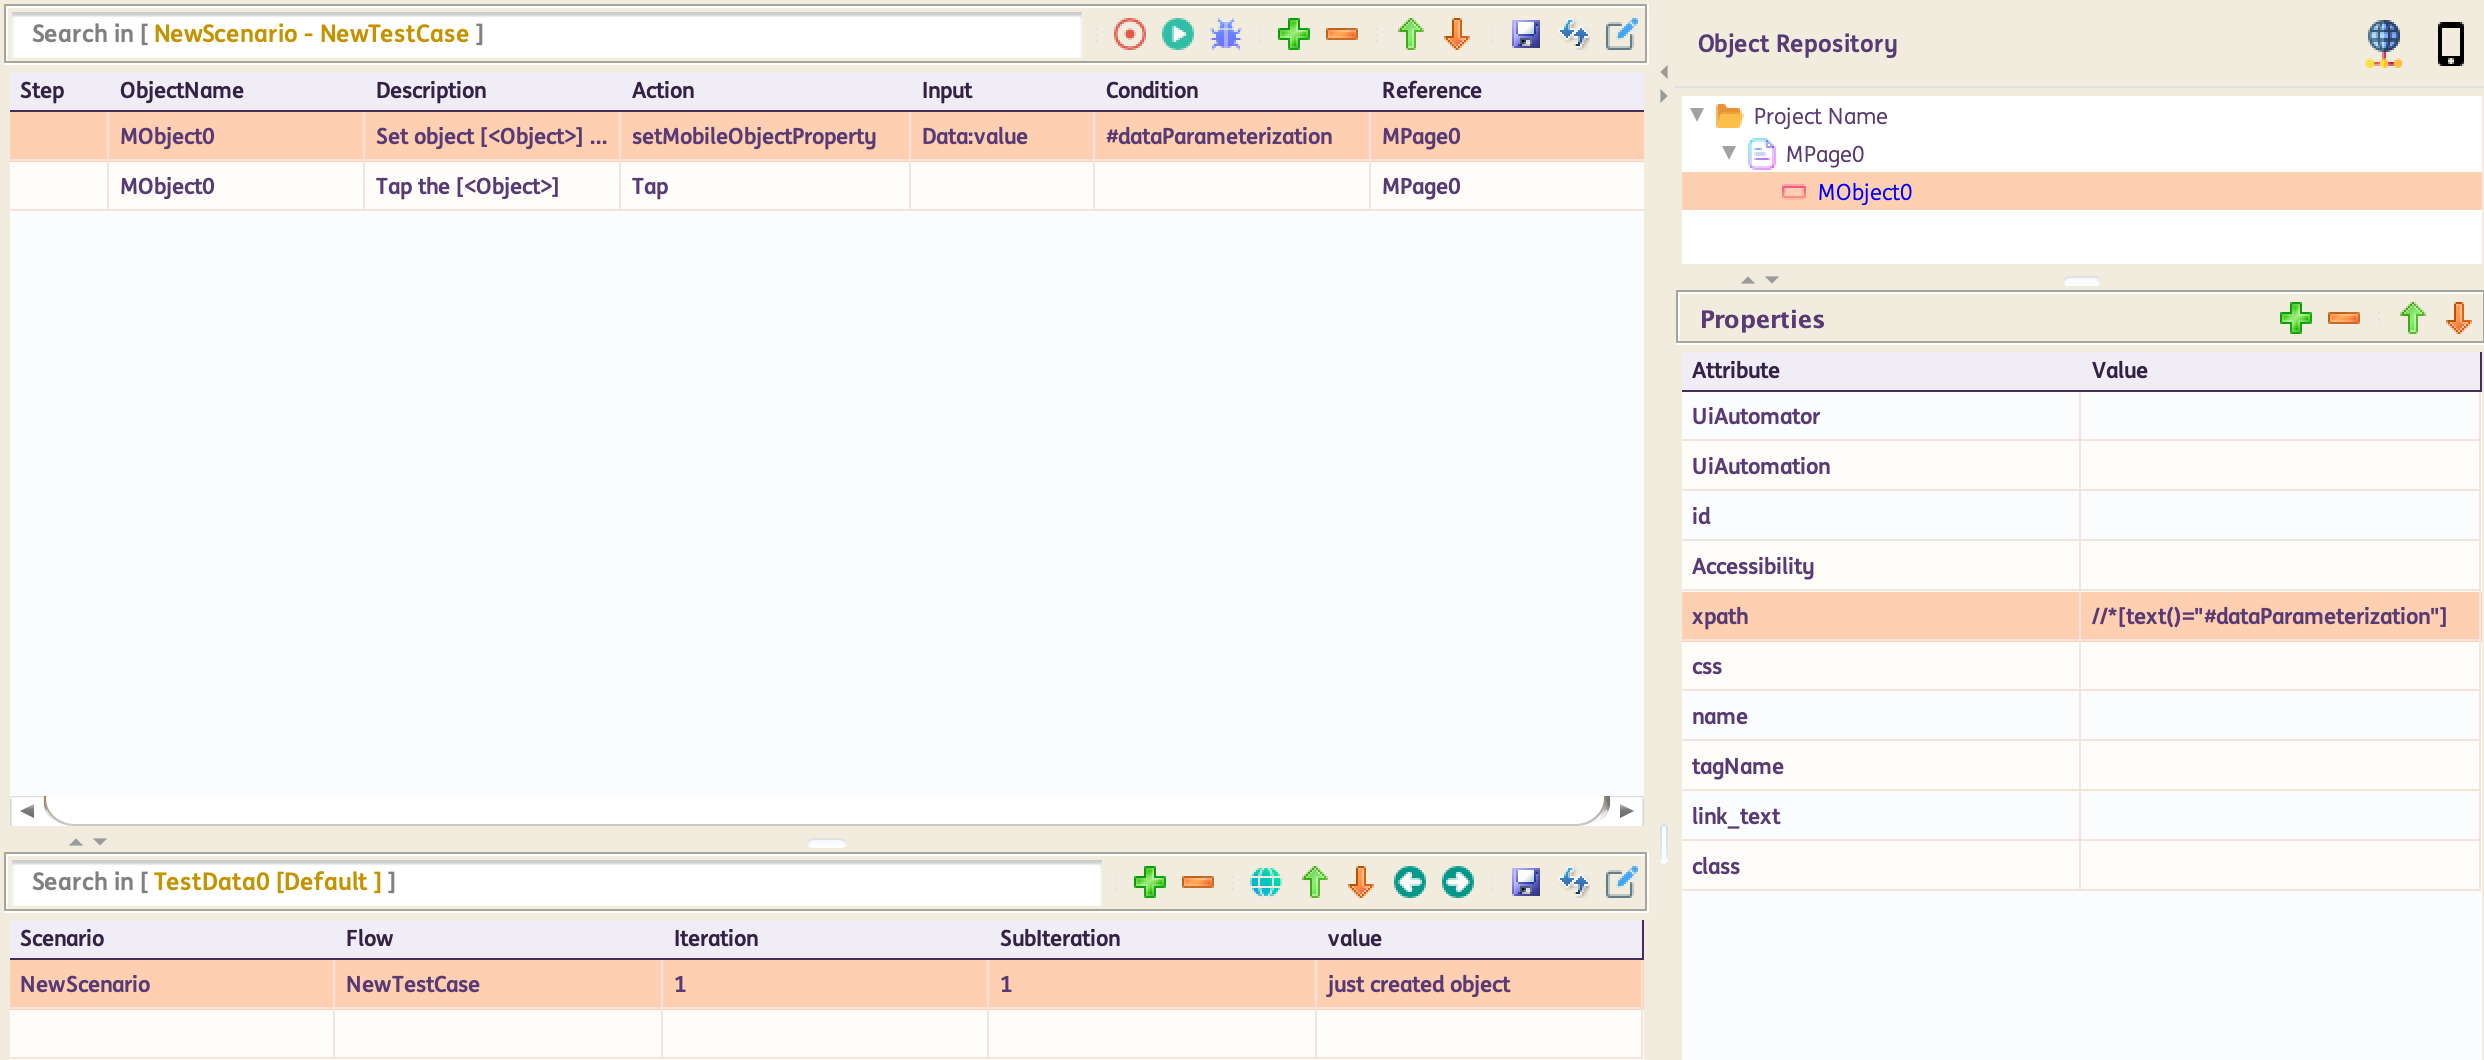 Search in [ NewScenario - NewTestCase ]
Step ObjectName Description Action Input Condition Reference
MObject0 Set object [<Object>] ... setMobileObjectProperty Data:value #dataParameterization MPage0
MObject0 Tap the [<Object>] Tap MPage0
Search in [ TestData0 [Default ] ]
Scenario Flow Iteration SubIteration value
NewScenario NewTestCase 1 1 just created object
Object Repository
Project Name
MPage0
MObject0
Properties
Attribute Value
UiAutomator
UiAutomation
id
Accessibility
xpath //*[text()="#dataParameterization"]
css
name
tagName
link_text
class